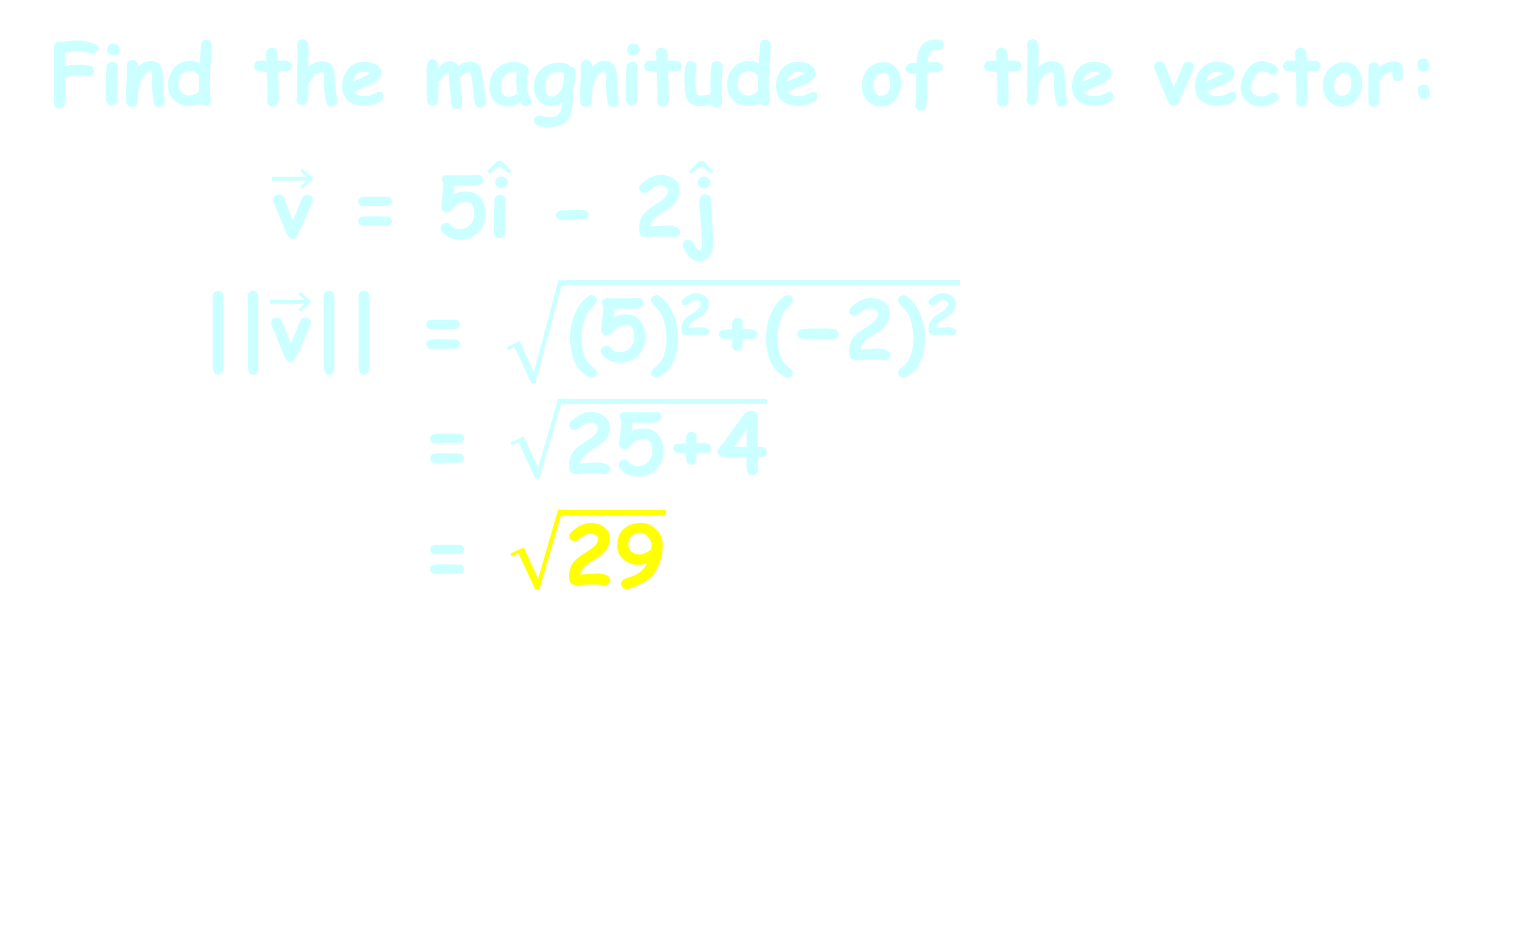 Find the magnitude of the vector:
v⃗ = 5î - 2ĵ
||v⃗|| = √(5)²+(−2)²
= √25+4
= √29